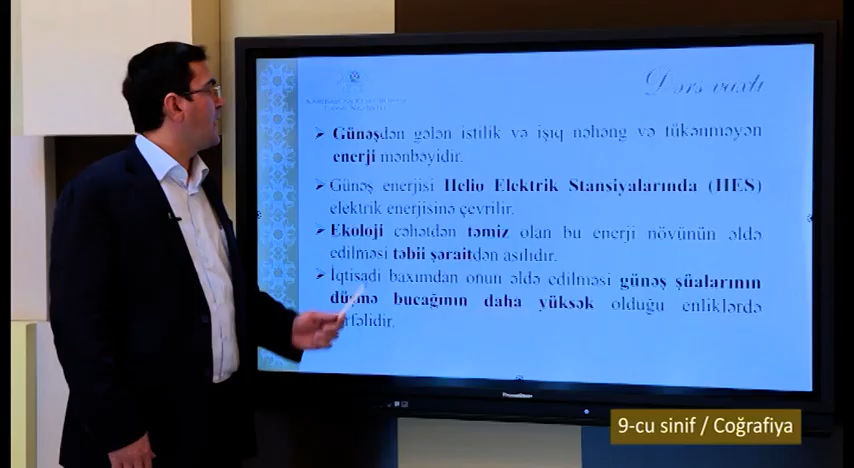 Dərs vaxtı
➢ Günəşdən gələn istilik və işıq nəhəng və tükənməyən
enerji mənbəyidir.
➢ Günəş enerjisi Helio Elektrik Stansiyalarında (HES)
elektrik enerjisinə çevrilir.
➢ Ekoloji cəhətdən təmiz olan bu enerji növünün əldə
edilməsi təbii şəraitdən asılıdır.
➢ İqtisadi baxımdan onun əldə edilməsi günəş şüalarının
düşmə bucağının daha yüksək olduğu enliklərdə
9-cu sinif / Coğrafiya